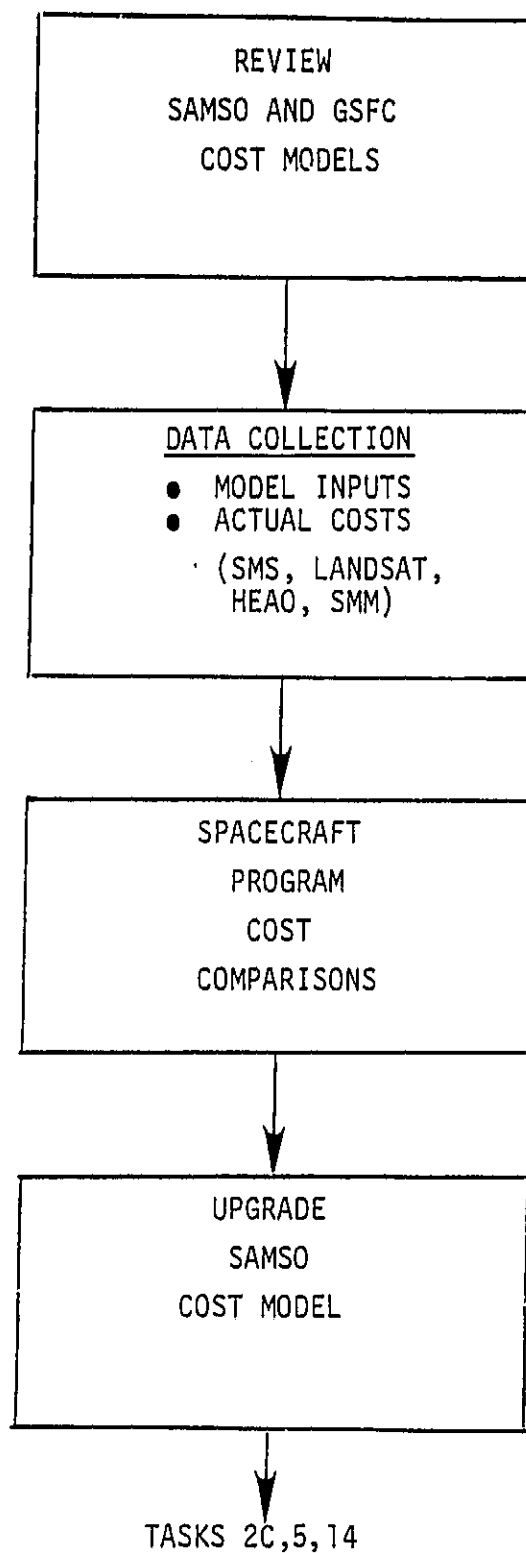 REVIEW
SAMSO AND GSFC
COST MODELS
DATA COLLECTION
● MODEL INPUTS
● ACTUAL COSTS
(SMS, LANDSAT,
HEAO, SMM)
SPACECRAFT
PROGRAM
COST
COMPARISONS
UPGRADE
SAMSO
COST MODEL
TASKS 2C,5,14